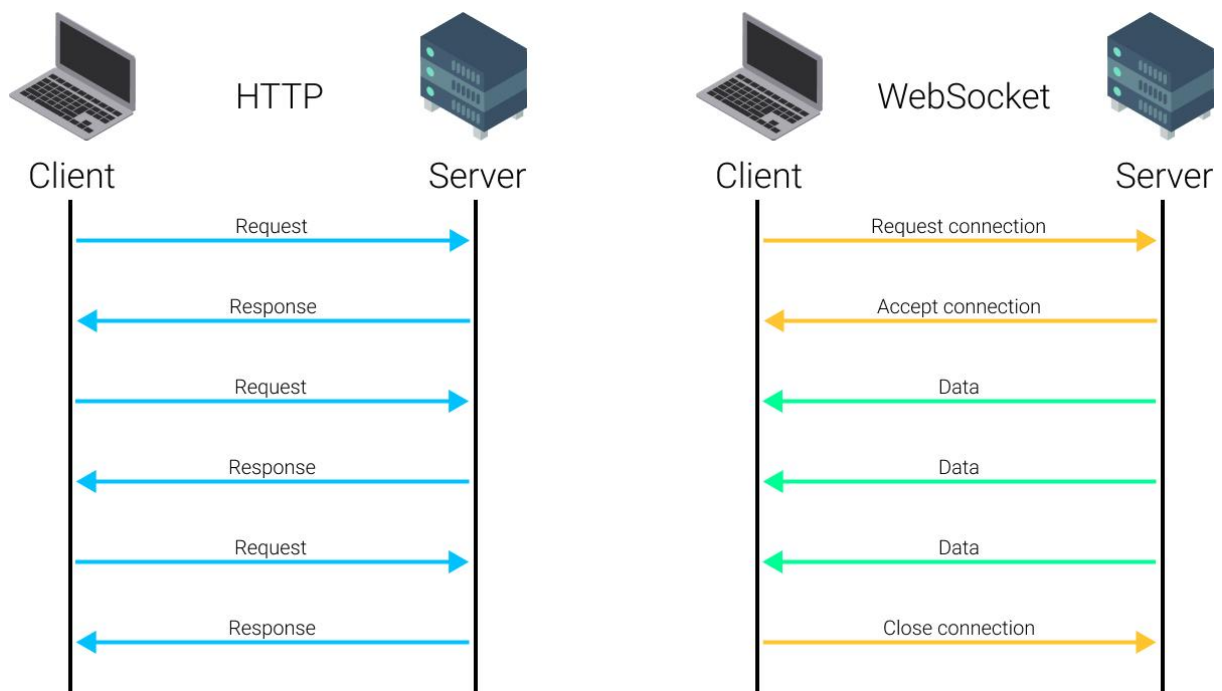 HTTP
Client
Server
Request
Response
Request
Response
Request
Response
WebSocket
Client
Server
Request connection
Accept connection
Data
Data
Data
Close connection